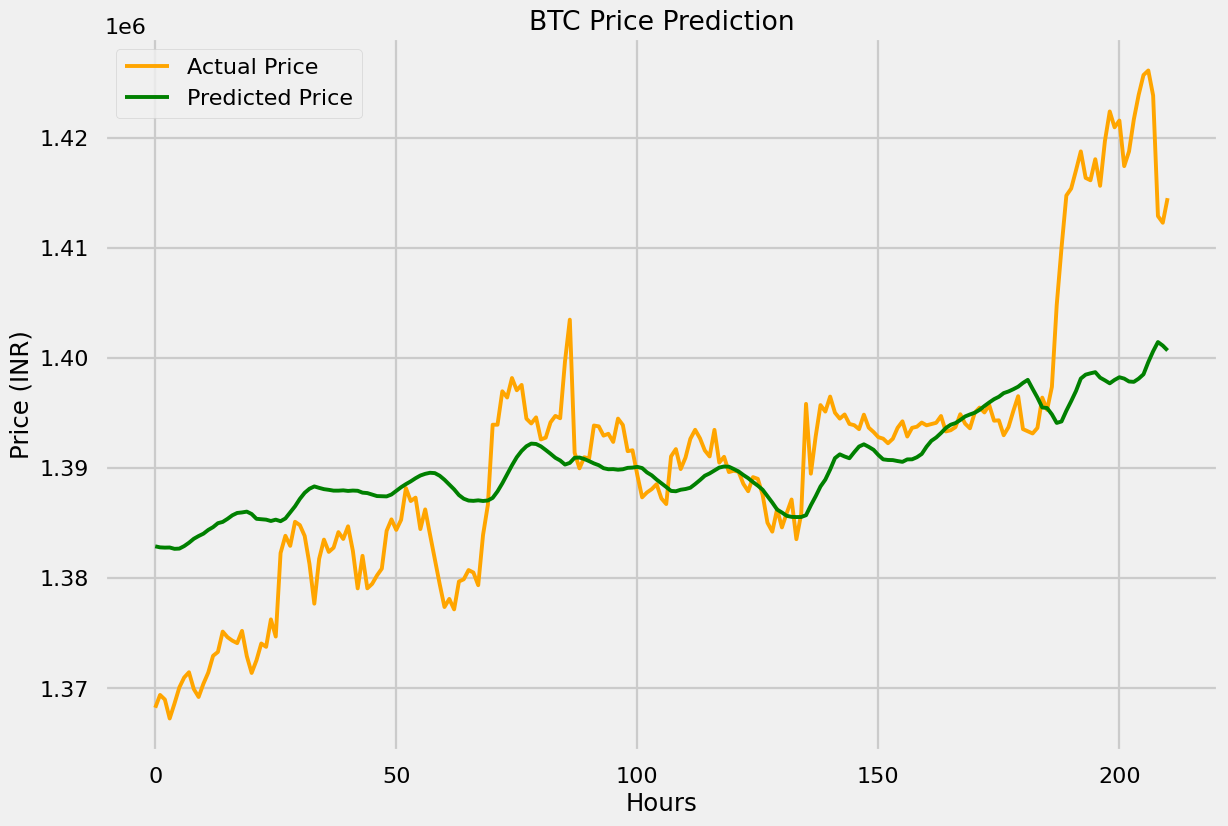 BTC Price Prediction
1e6
Actual Price
Predicted Price
1.42
1.41
1.40
1.39
1.38
1.37
Price (INR)
0 50 100 150 200
Hours